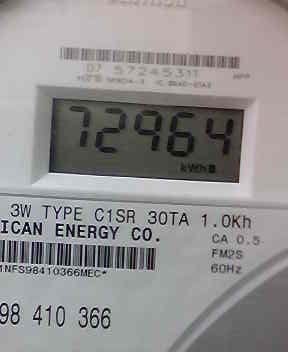 07 57245311
72964
kWh
3W TYPE C1SR 30TA 1.0Kh
ICAN ENERGY CO.
CA 0.5
FM2S
60Hz
1NFS98410366MEC*
98 410 366